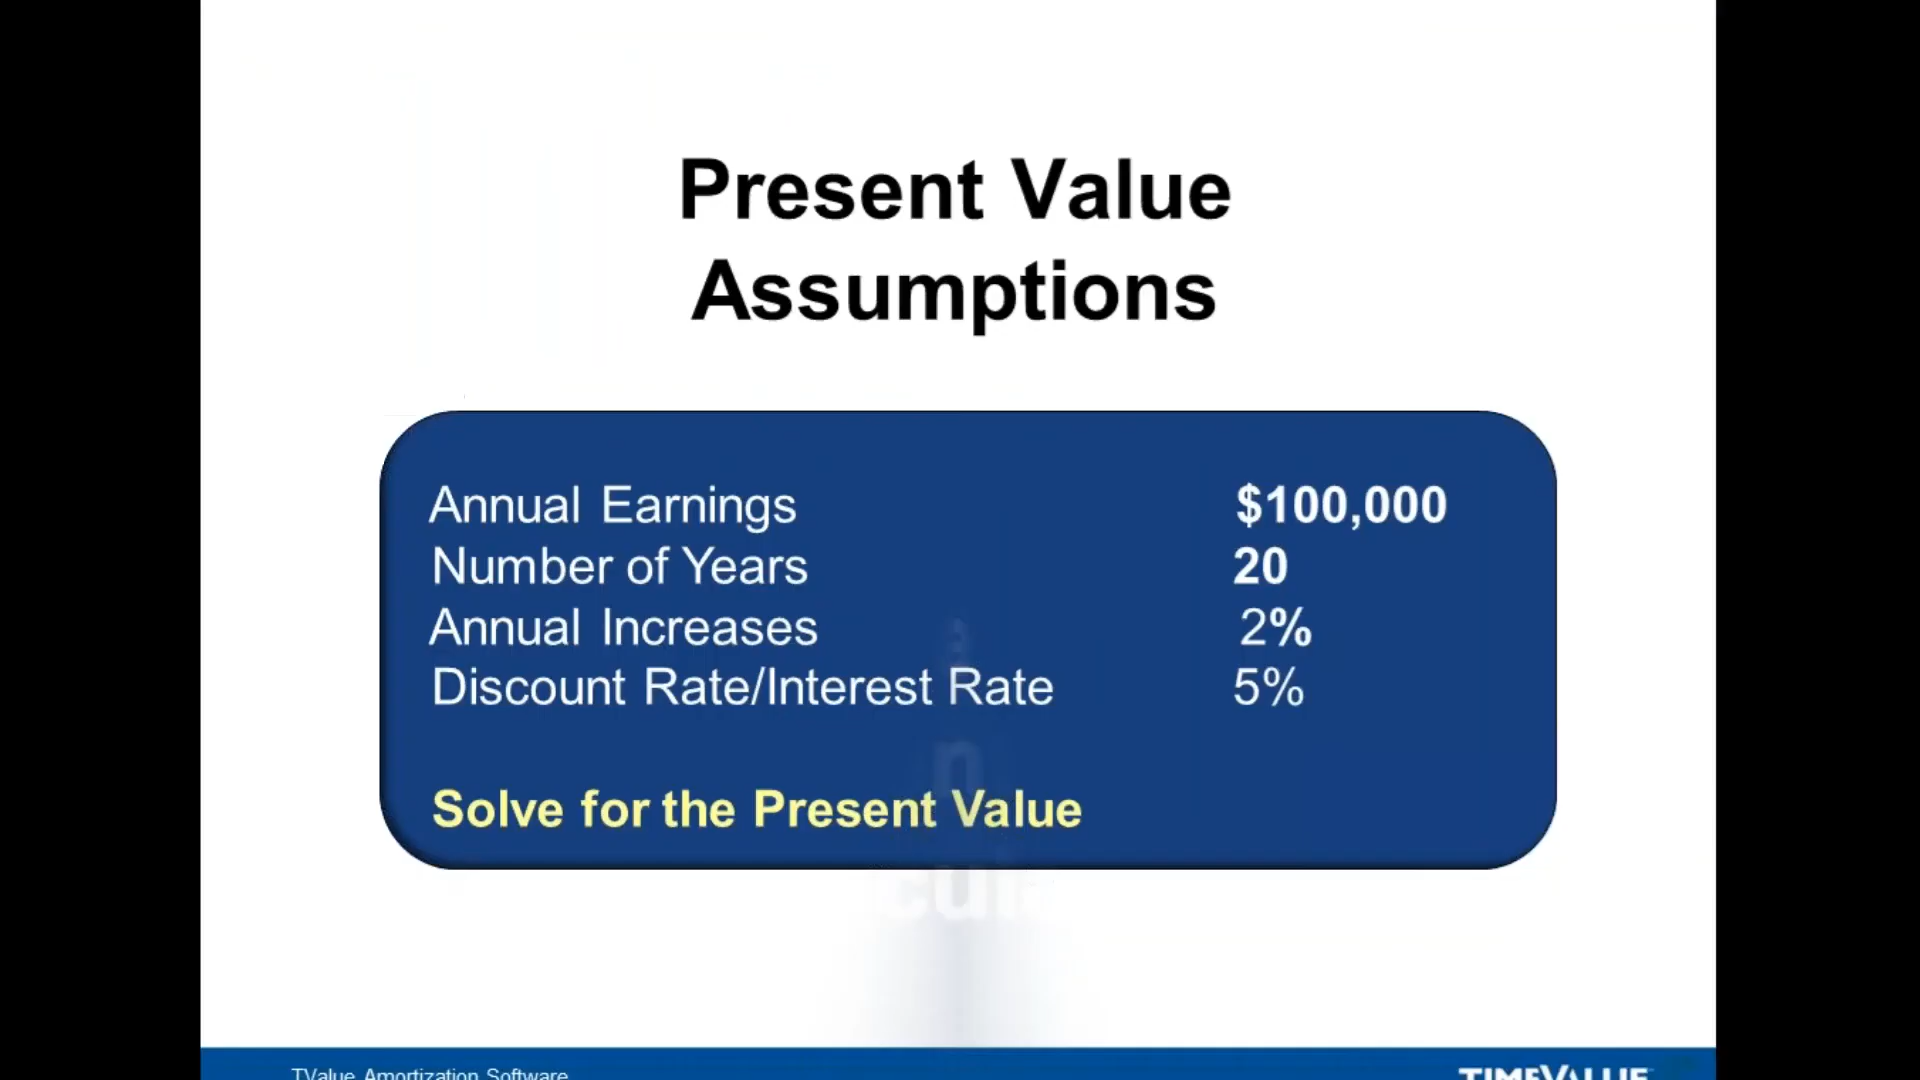 Present Value
Assumptions
Annual Earnings $100,000
Number of Years 20
Annual Increases 2%
Discount Rate/Interest Rate 5%
Solve for the Present Value
TValue Amortization Software
TIMEVALUE